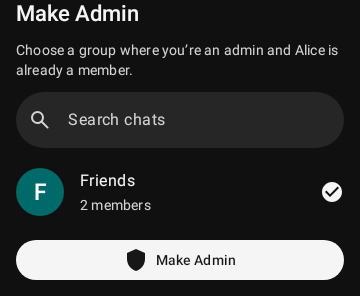 Make Admin
Choose a group where you’re an admin and Alice is
already a member.
Search chats
F
Friends
2 members
Make Admin